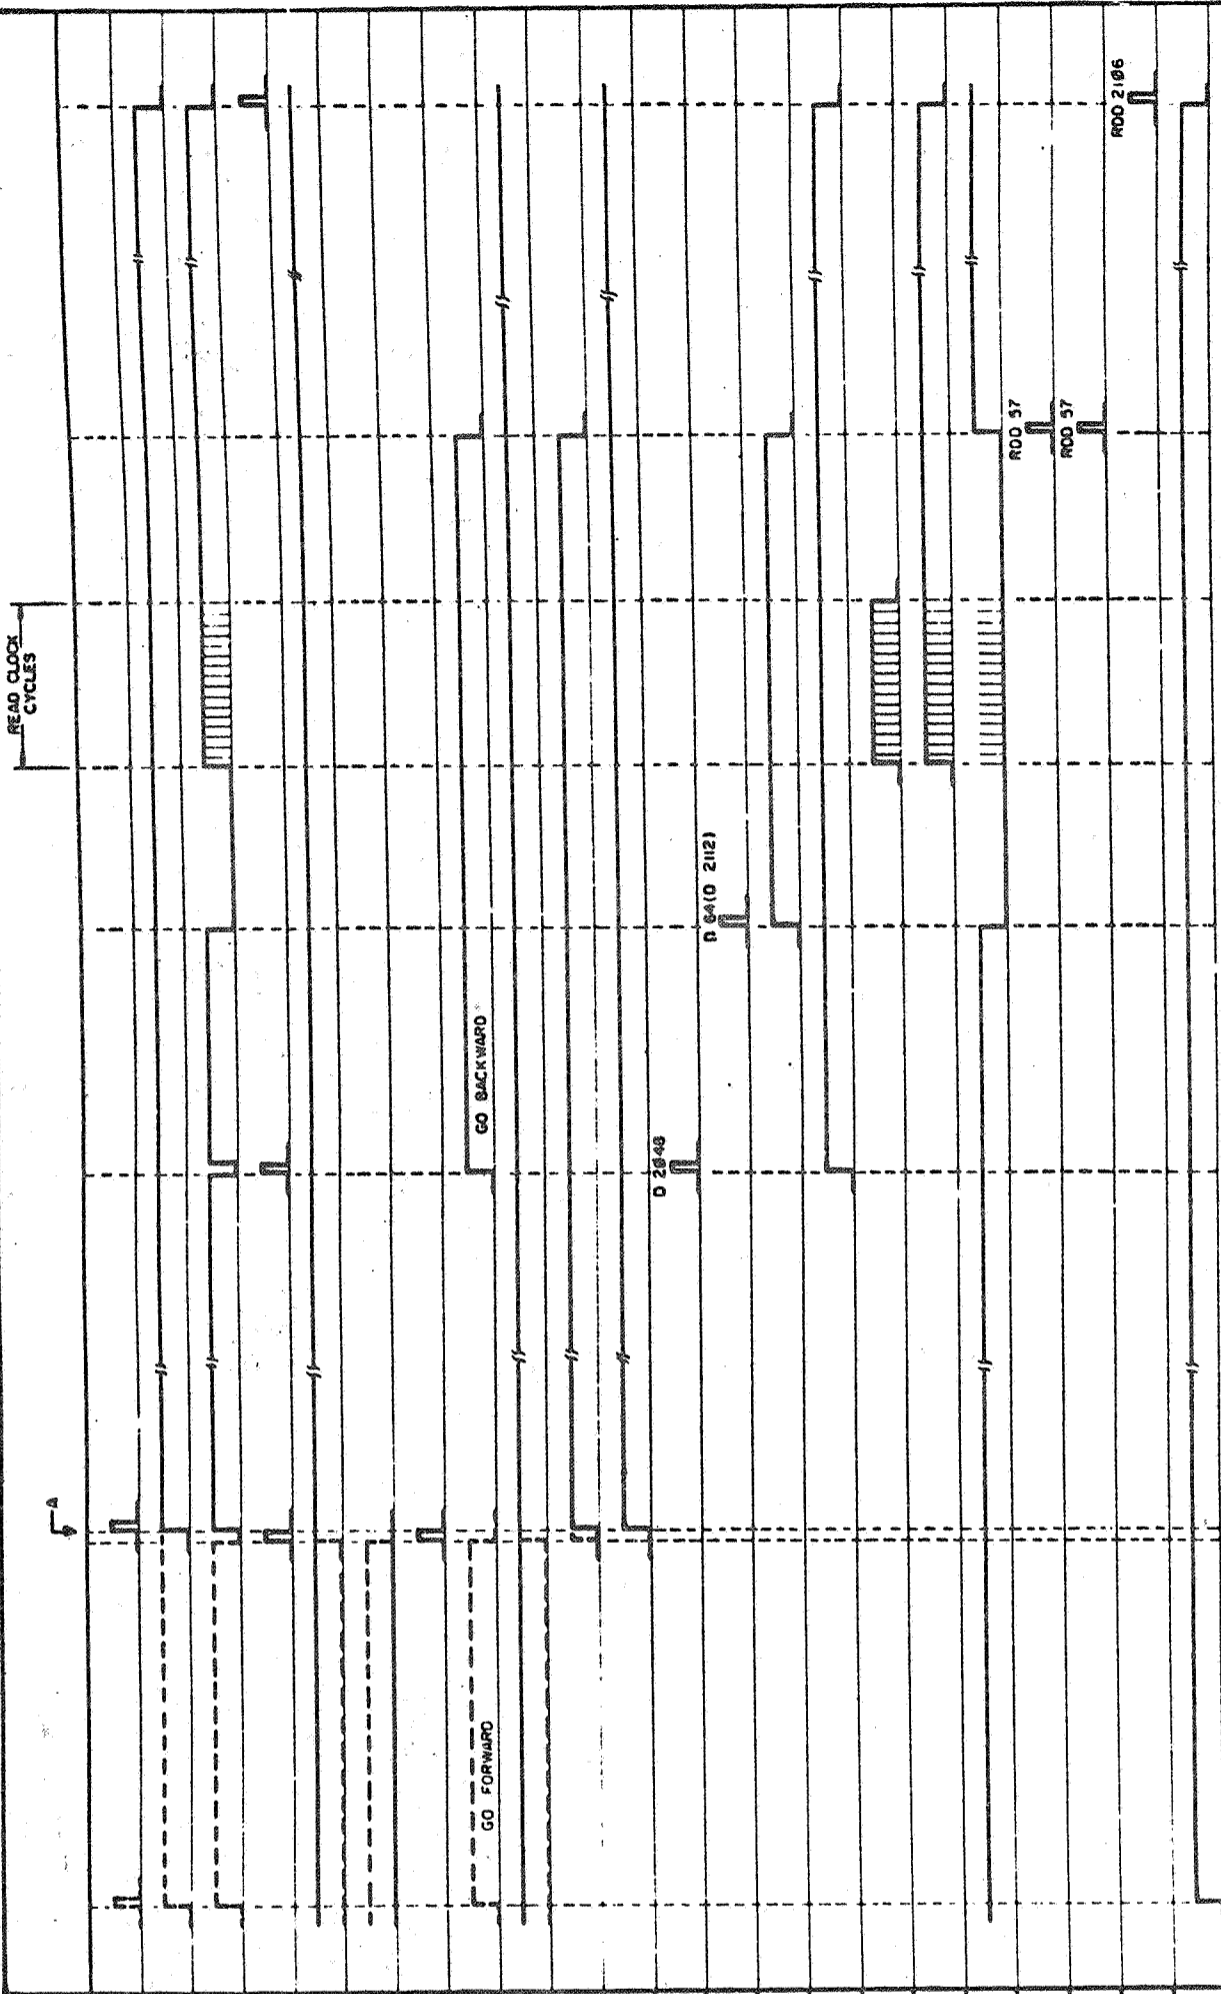 READ CLOCK
CYCLES
A
GO FORWARD
GO BACKWARD
D 2048
D 64(D 2112)
RDD 57
RDD 57
RDD 2106